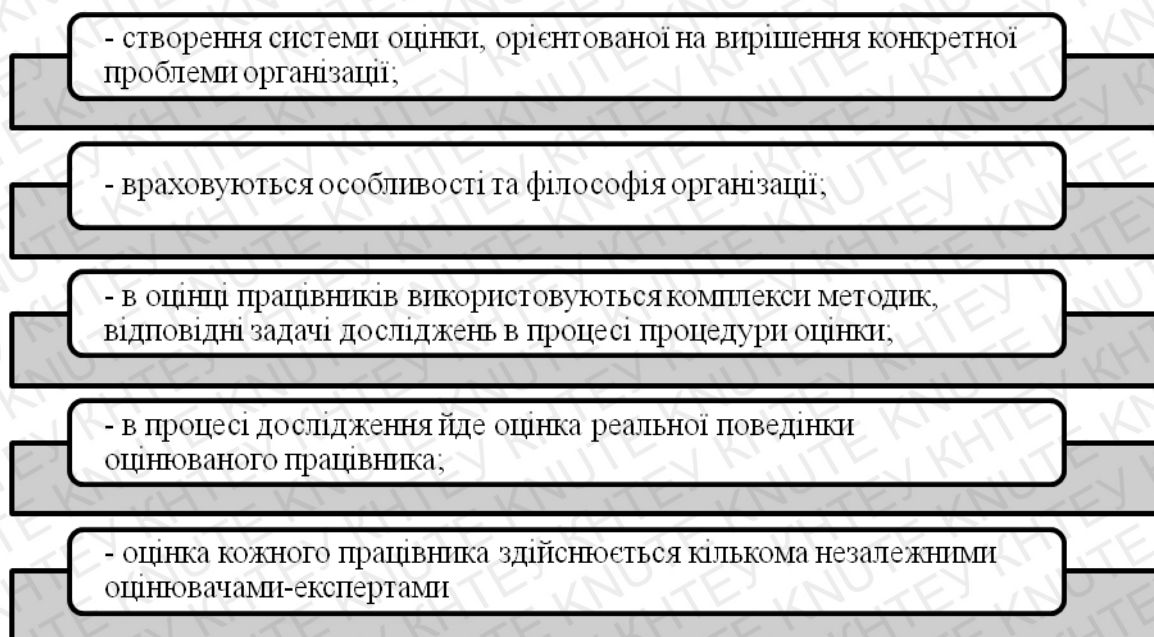 - створення системи оцінки, орієнтованої на вирішення конкретної
проблеми організації;
- враховуються особливості та філософія організації;
- в оцінці працівників використовуються комплекси методик,
відповідні задачі досліджень в процесі процедури оцінки;
- в процесі дослідження йде оцінка реальної поведінки
оцінюваного працівника;
- оцінка кожного працівника здійснюється кількома незалежними
оцінювачами-експертами